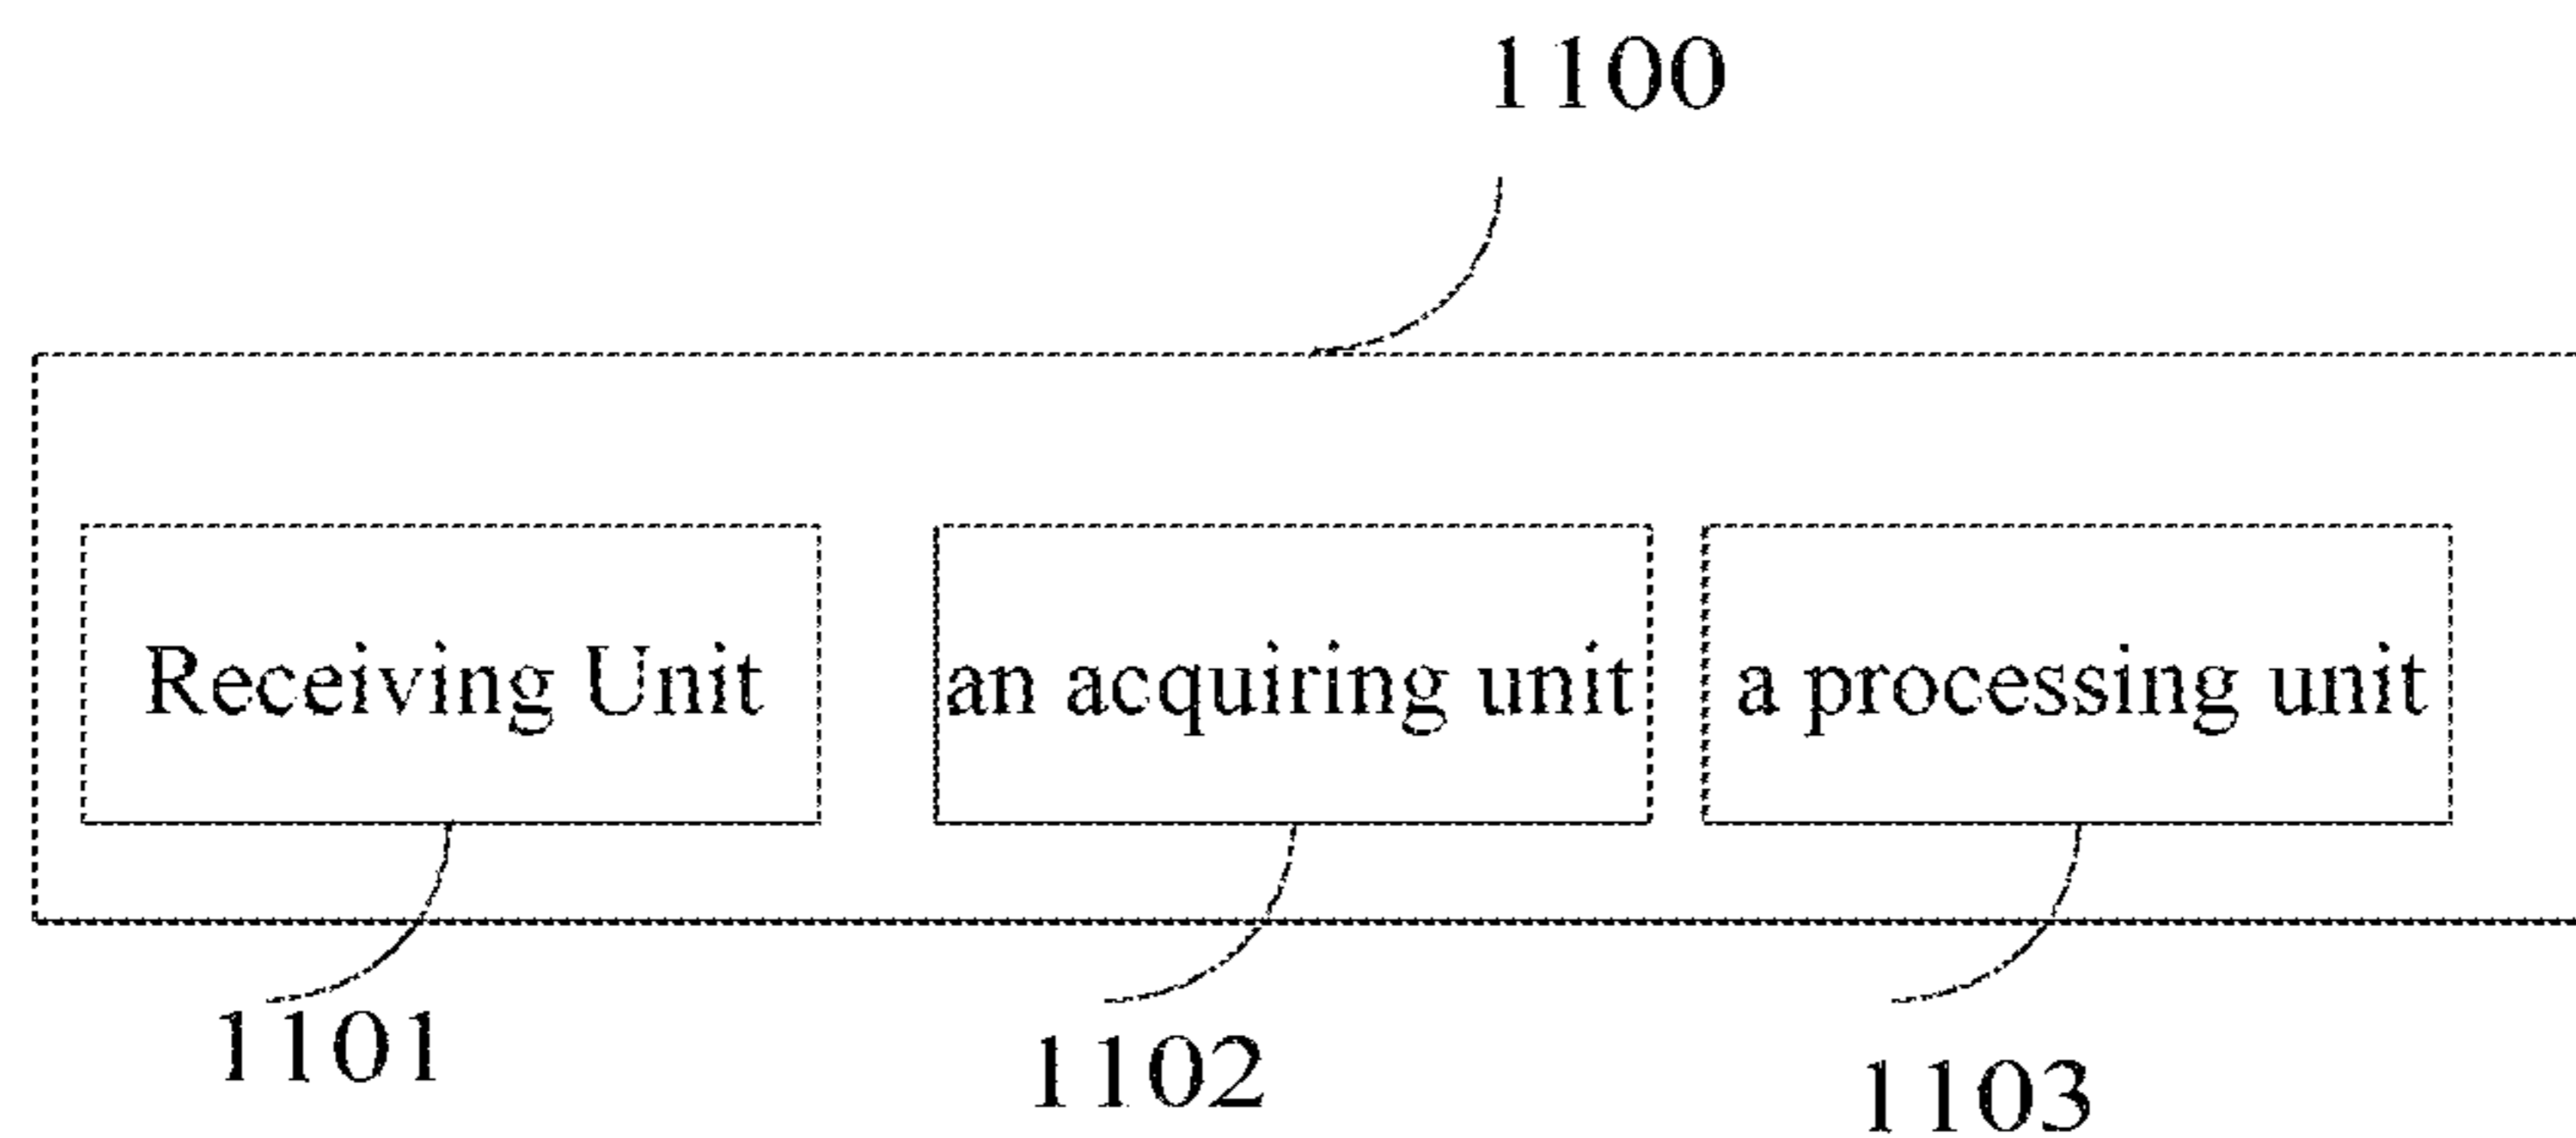 1100
Receiving Unit
an acquiring unit
a processing unit
1101
1102
1103